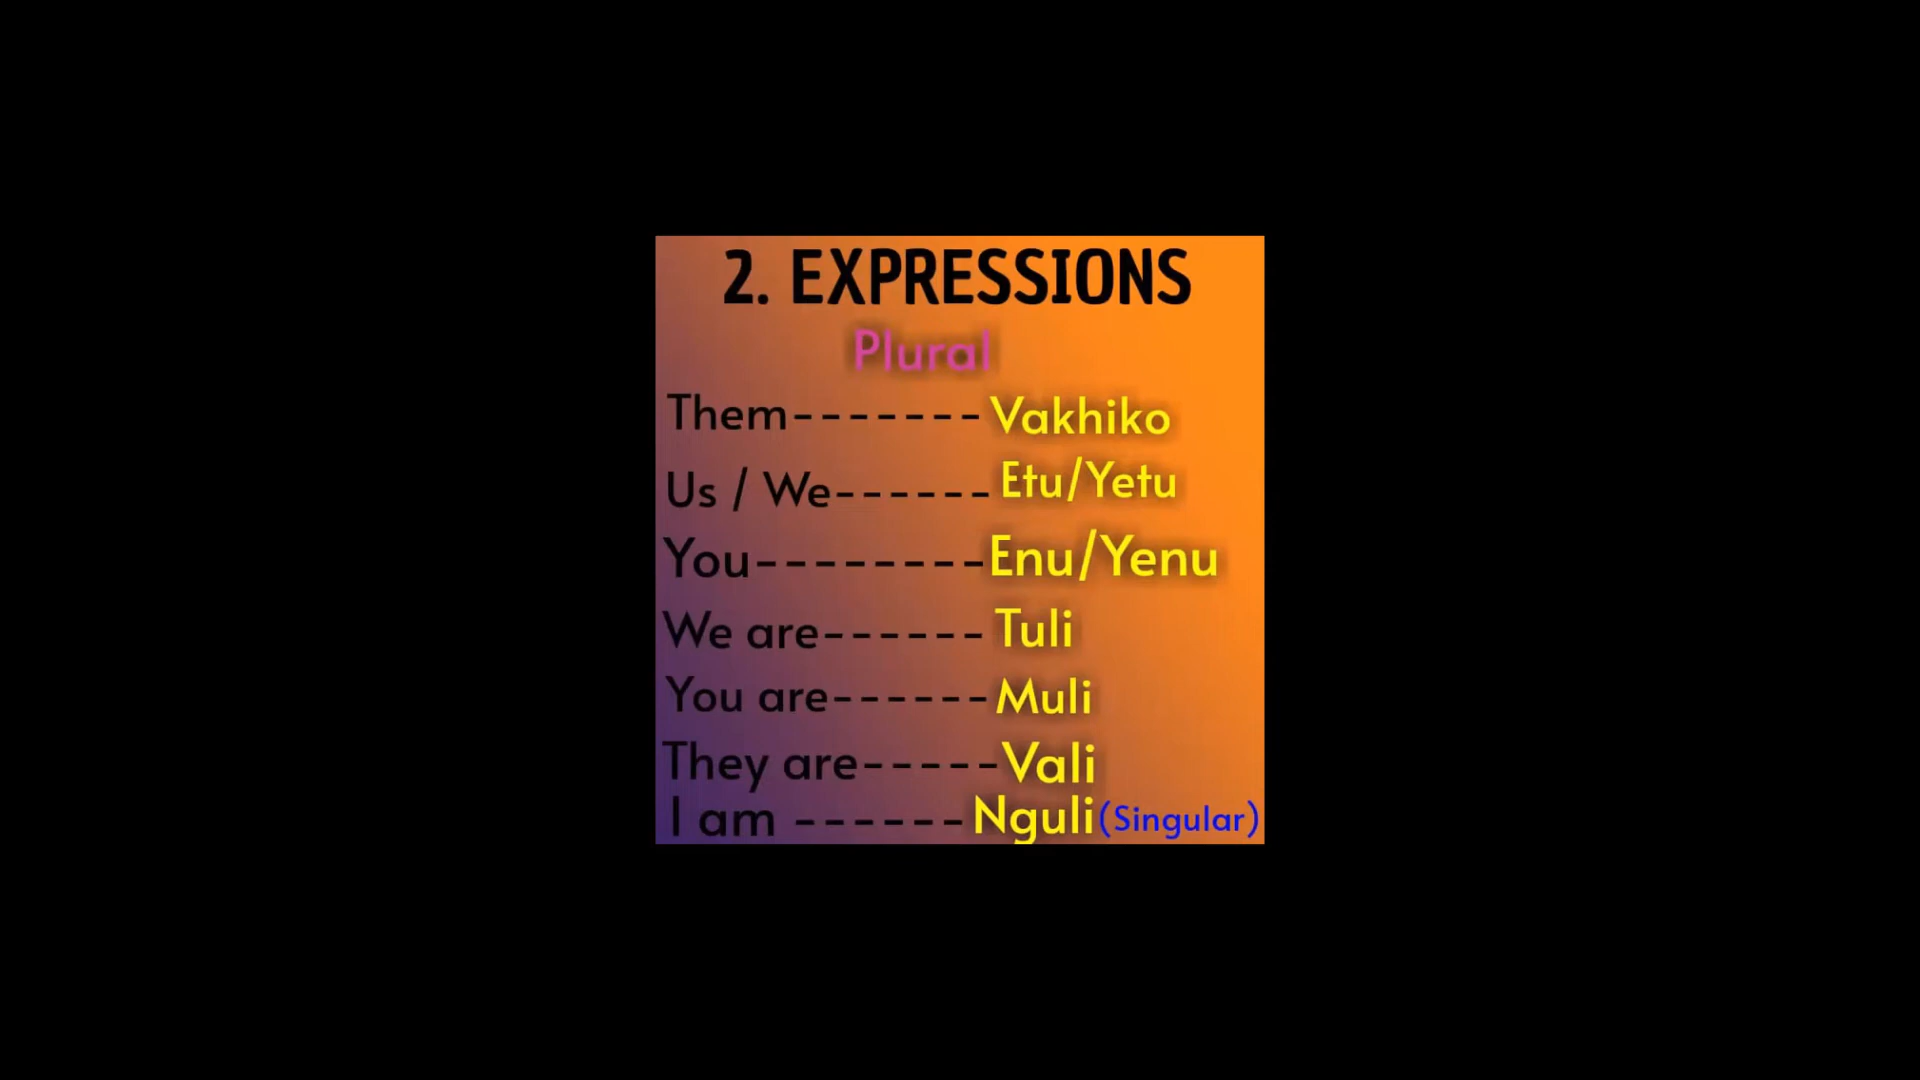 2. EXPRESSIONS
Plural
Them-------Vakhiko
Us / We------Etu/Yetu
You--------Enu/Yenu
We are------Tuli
You are------Muli
They are-----Vali
I am ------Nguli(Singular)